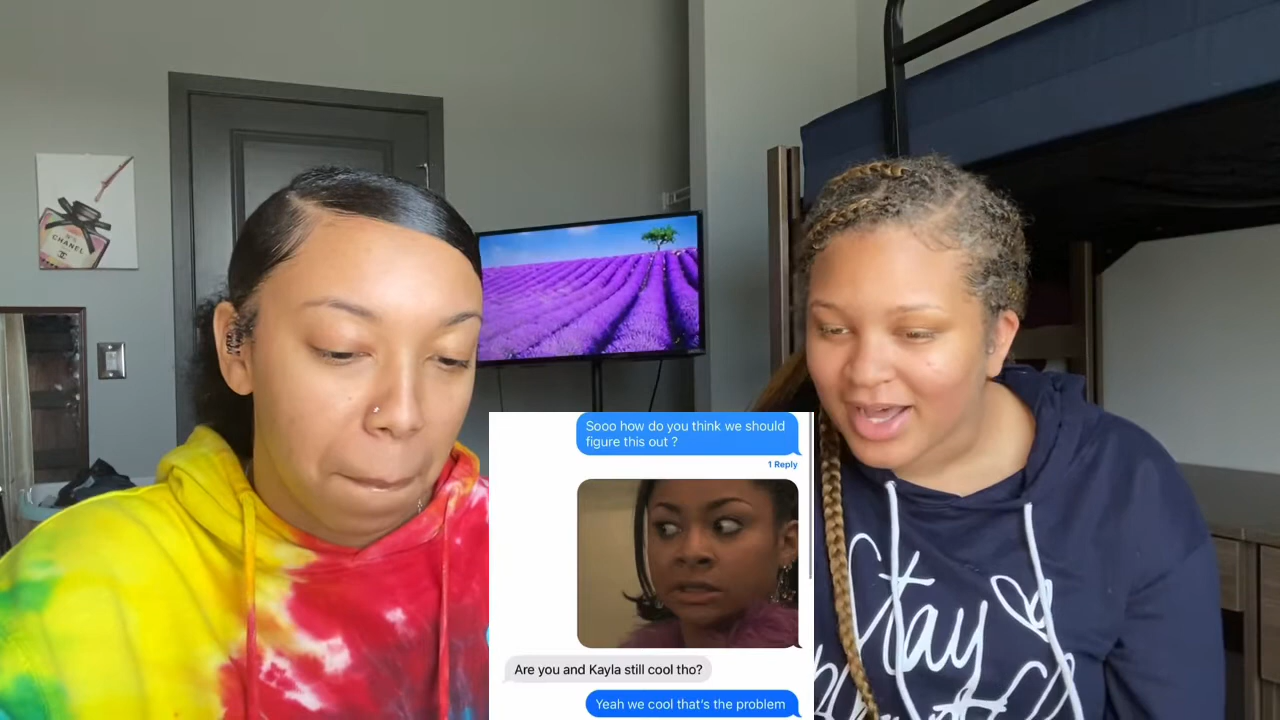 CHANEL
Sooo how do you think we should
figure this out ?
1 Reply
Are you and Kayla still cool tho?
Yeah we cool that's the problem
Stay